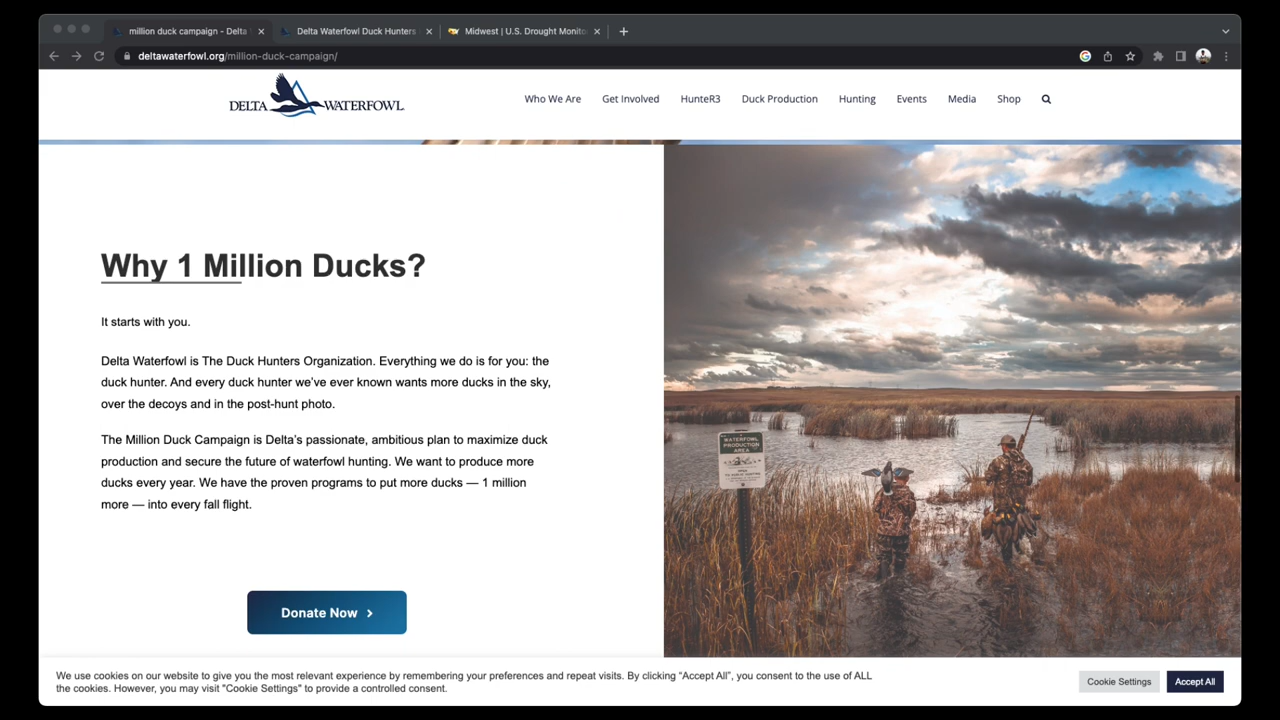 million duck campaign - Delta
Delta Waterfowl Duck Hunters
Midwest | U.S. Drought Monito
deltawaterfowl.org/million-duck-campaign/
DELTA WATERFOWL
Who We Are
Get Involved
HunteR3
Duck Production
Hunting
Events
Media
Shop
Why 1 Million Ducks?
It starts with you.
Delta Waterfowl is The Duck Hunters Organization. Everything we do is for you: the
duck hunter. And every duck hunter we've ever known wants more ducks in the sky,
over the decoys and in the post-hunt photo.
The Million Duck Campaign is Delta's passionate, ambitious plan to maximize duck
production and secure the future of waterfowl hunting. We want to produce more
ducks every year. We have the proven programs to put more ducks — 1 million
more — into every fall flight.
Donate Now
WATERFOWL
PRODUCTION
AREA
We use cookies on our website to give you the most relevant experience by remembering your preferences and repeat visits. By clicking “Accept All”, you consent to the use of ALL
the cookies. However, you may visit "Cookie Settings" to provide a controlled consent.
Cookie Settings
Accept All